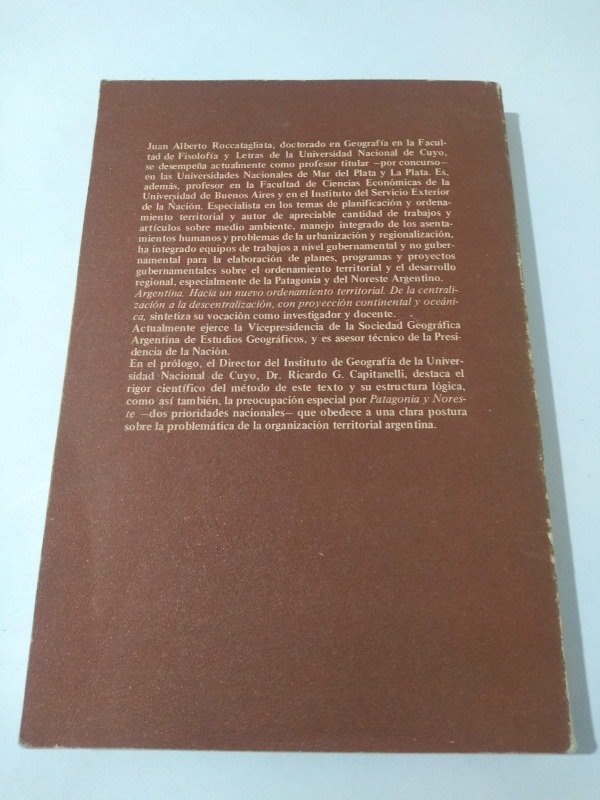 Juan Alberto Roccatagliata, doctorado en Geografía en la Facul-
tad de Fisolofía y Letras de la Universidad Nacional de Cuyo,
se desempeña actualmente como profesor titular —por concurso—
en las Universidades Nacionales de Mar del Plata y La Plata. Es,
además, profesor en la Facultad de Ciencias Económicas de la
Universidad de Buenos Aires y en el Instituto del Servicio Exterior
de la Nación. Especialista en los temas de planificación y ordena-
miento territorial y autor de apreciable cantidad de trabajos y
artículos sobre medio ambiente, manejo integrado de los asenta-
mientos humanos y problemas de la urbanización y regionalización,
ha integrado equipos de trabajos a nivel gubernamental y no guber-
namental para la elaboración de planes, programas y proyectos
gubernamentales sobre el ordenamiento territorial y el desarrollo
regional, especialmente de la Patagonia y del Noreste Argentino.
Argentina. Hacia un nuevo ordenamiento territorial. De la centrali-
zación a la descentralización, con proyección continental y oceáni-
ca, sintetiza su vocación como investigador y docente.
Actualmente ejerce la Vicepresidencia de la Sociedad Geográfica
Argentina de Estudios Geográficos, y es asesor técnico de la Presi-
dencia de la Nación.
En el prólogo, el Director del Instituto de Geografía de la Univer-
sidad Nacional de Cuyo, Dr. Ricardo G. Capitanelli, destaca el
rigor científico del método de este texto y su estructura lógica,
como así también, la preocupación especial por Patagonia y Nores-
te —dos prioridades nacionales— que obedece a una clara postura
sobre la problemática de la organización territorial argentina.